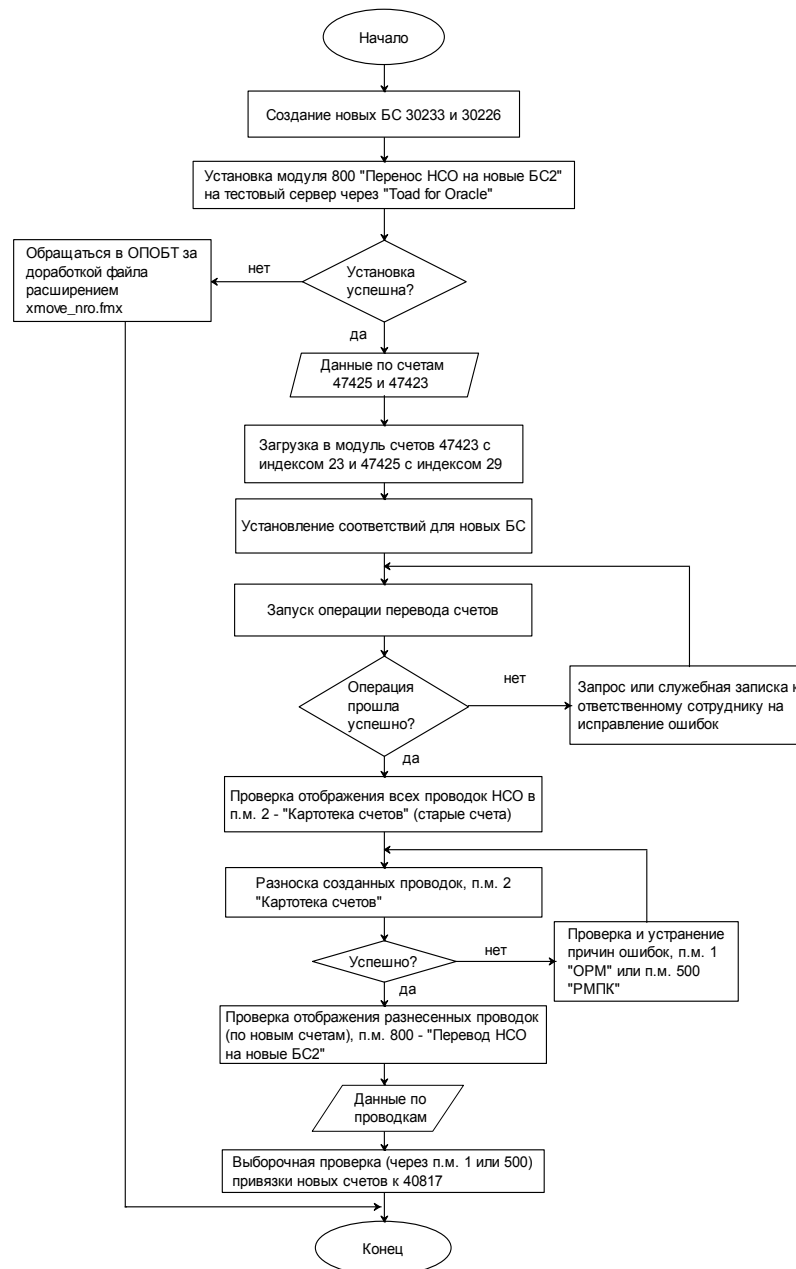 Начало
Создание новых БС 30233 и 30226
Установка модуля 800 "Перенос НСО на новые БС2"
на тестовый сервер через "Toad for Oracle"
Обращаться в ОПОБТ за
доработкой файла
расширением
xmove_nro.fmx
нет
Установка
успешна?
да
Данные по счетам
47425 и 47423
Загрузка в модуль счетов 47423 с
индексом 23 и 47425 с индексом 29
Установление соответствий для новых БС
Запуск операции перевода счетов
Операция
прошла
успешно?
нет
Запрос или служебная записка к
ответственному сотруднику на
исправление ошибок
да
Проверка отображения всех проводок НСО в
п.м. 2 - "Картотека счетов" (старые счета)
Разноска созданных проводок, п.м. 2
"Картотека счетов"
Успешно?
нет
Проверка и устранение
причин ошибок, п.м. 1
"ОРМ" или п.м. 500
"РМПК"
да
Проверка отображения разнесенных проводок
(по новым счетам), п.м. 800 - "Перевод НСО
на новые БС2"
Данные по
проводкам
Выборочная проверка (через п.м. 1 или 500)
привязки новых счетов к 40817
Конец